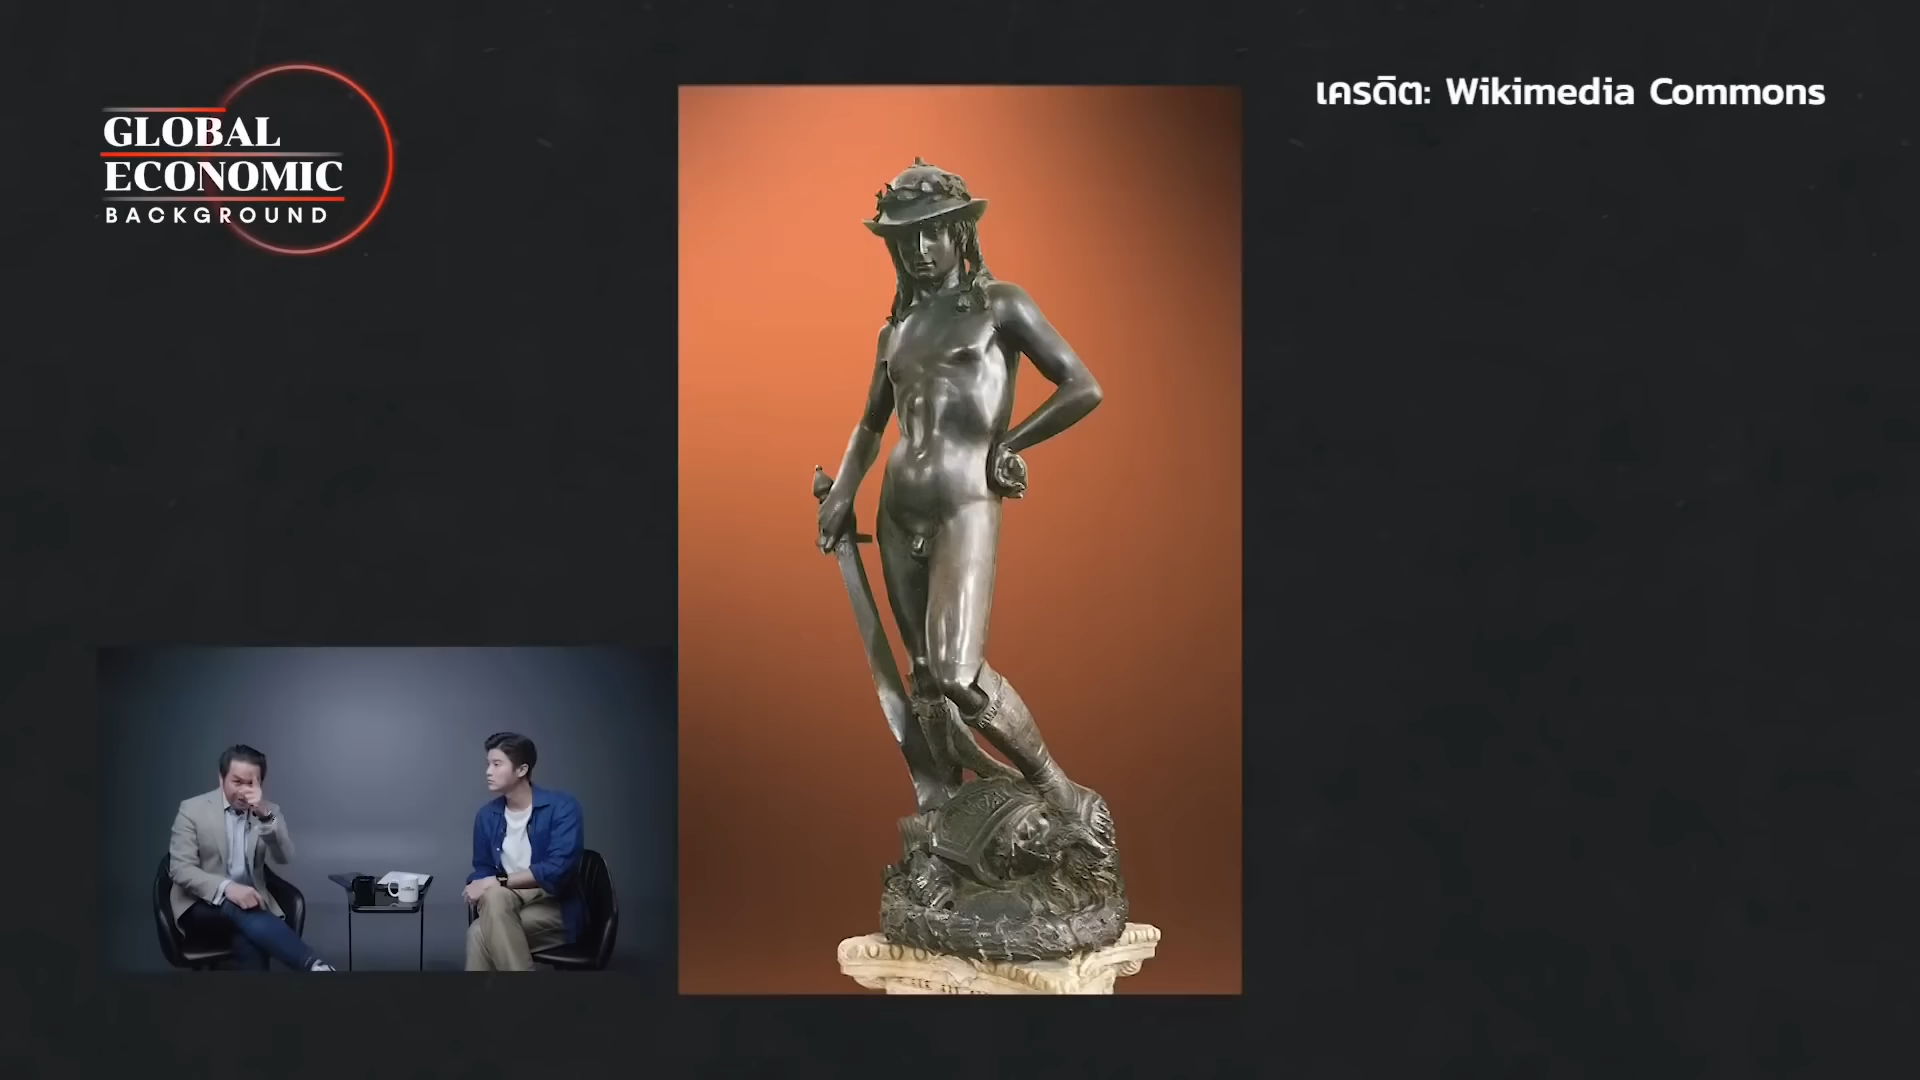 GLOBAL
ECONOMIC
BACKGROUND
เครดิต: Wikimedia Commons